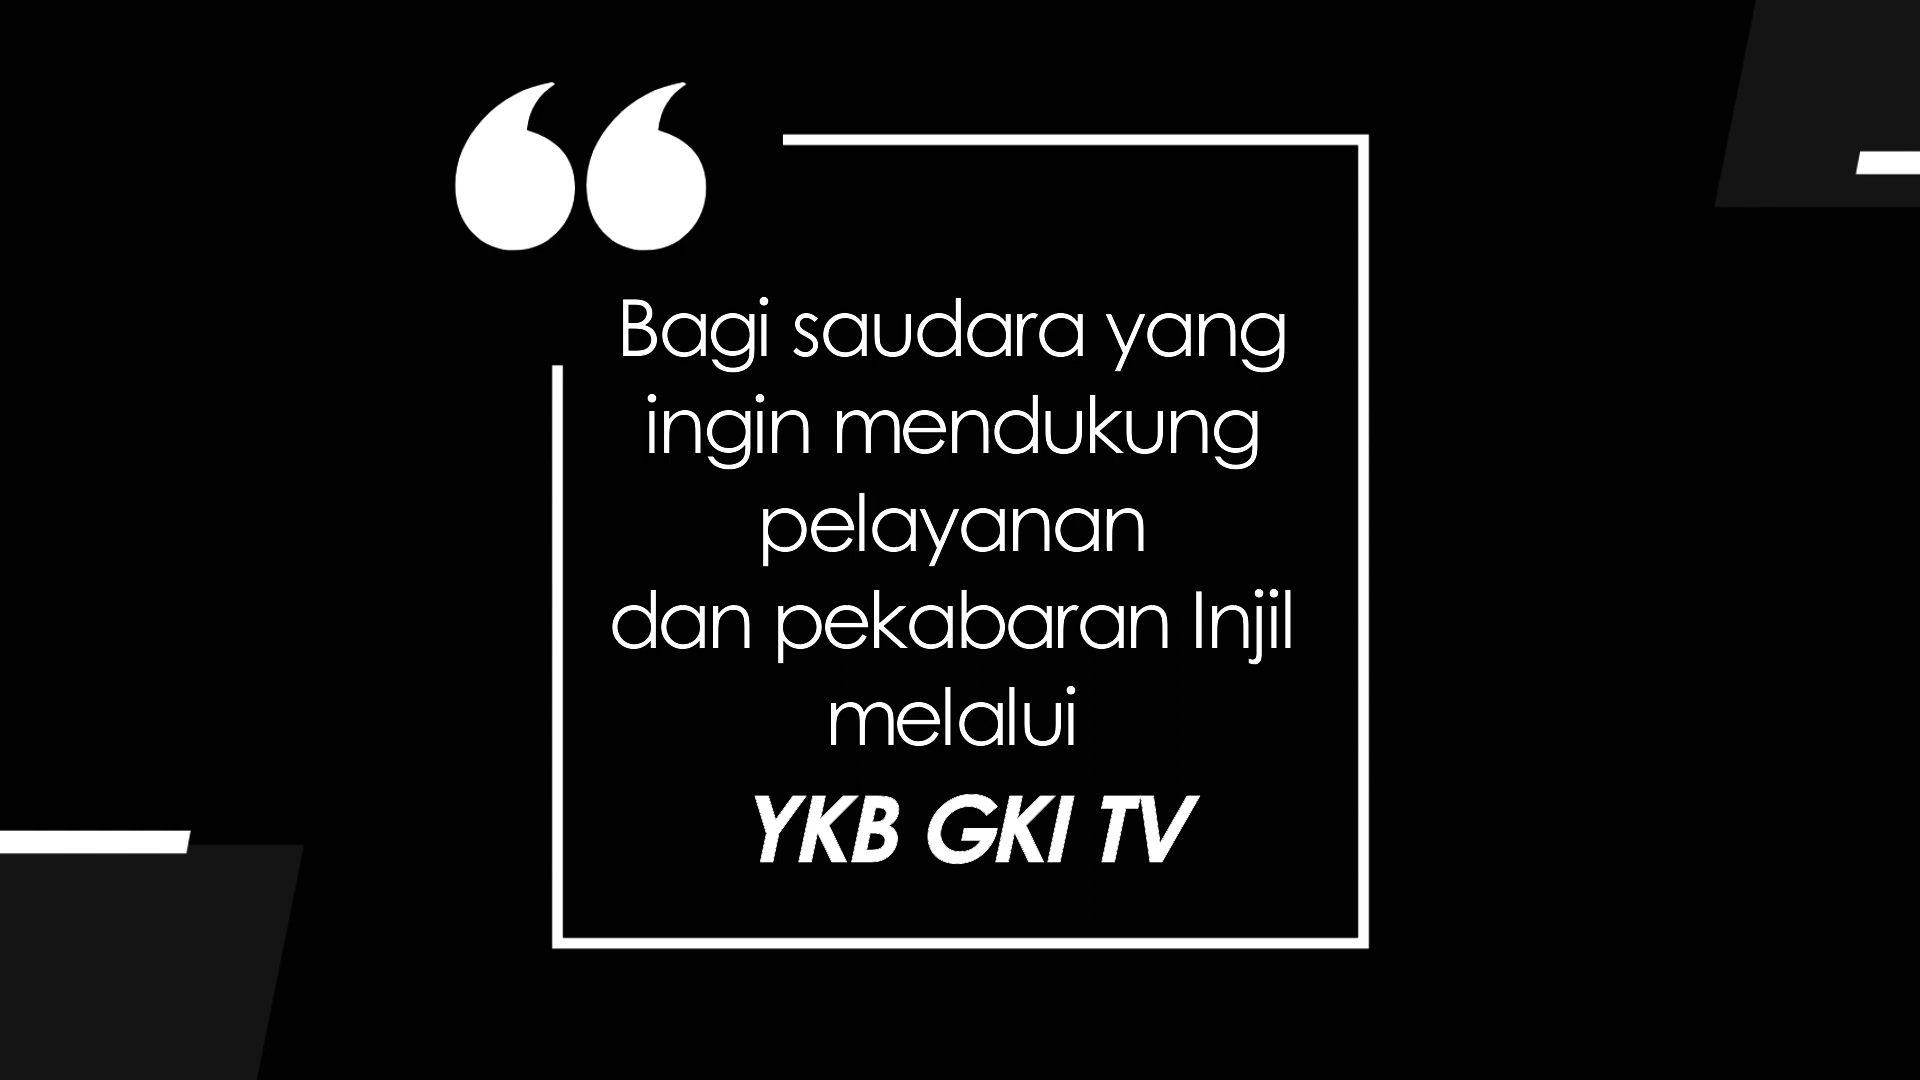 Bagi saudara yang
ingin mendukung
pelayanan
dan pekabaran Injil
melalui
YKB GKI TV